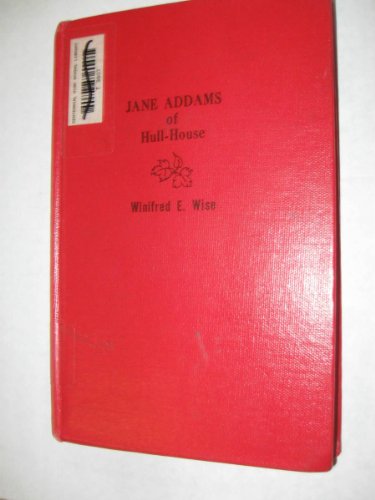 JANE ADDAMS
of
Hull-House
Winifred E. Wise